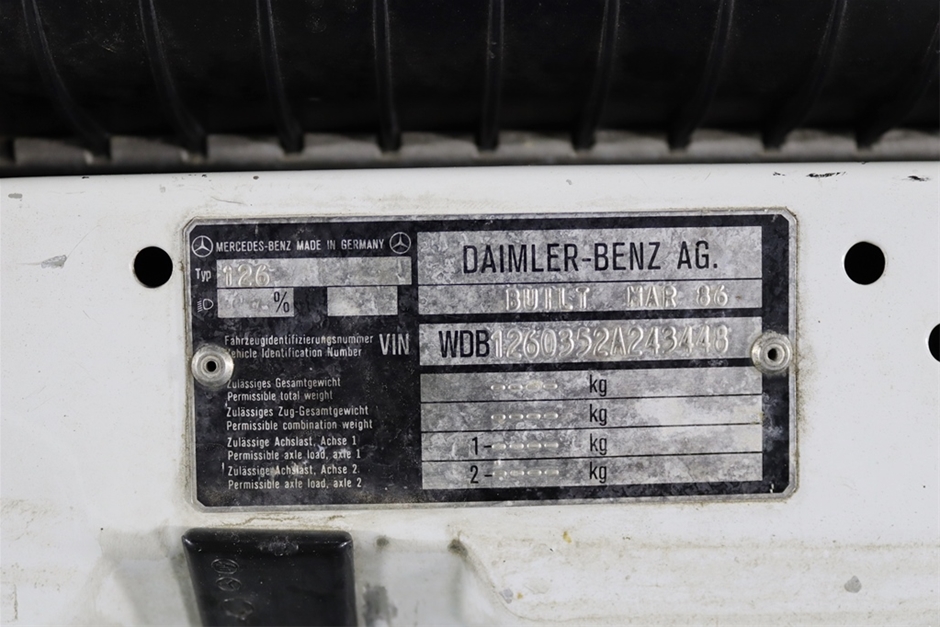 MERCEDES-BENZ MADE IN GERMANY
Typ 126
%
DAIMLER-BENZ AG.
BUILT MAR 86
Fahrzeugidentifizierungsnummer
Vehicle Identification Number VIN WDB1260352A243448
Zulässiges Gesamtgewicht
Permissible total weight ---- kg
Zulässiges Zug-Gesamtgewicht
Permissible combination weight ---- kg
Zulässige Achslast, Achse 1
Permissible axle load, axle 1 1- ---- kg
Zulässige Achslast, Achse 2
Permissible axle load, axle 2 2- ---- kg